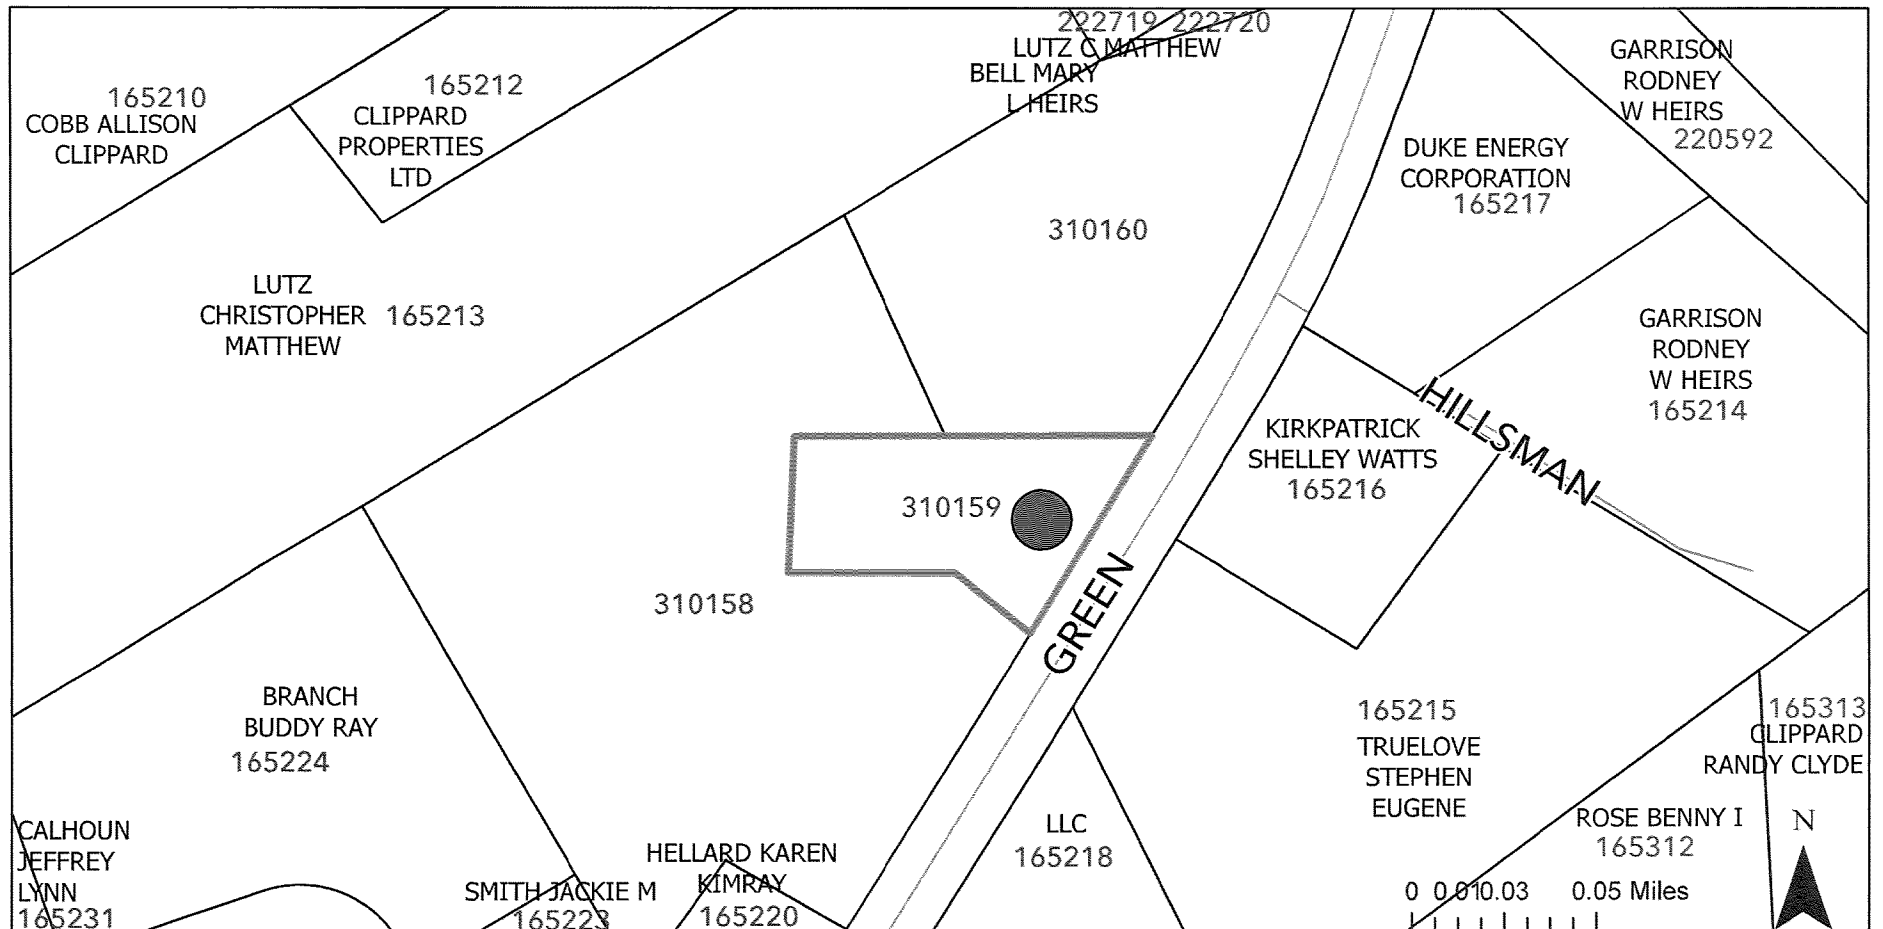 222719 222720
LUTZ C MATTHEW
BELL MARY
L HEIRS
165210
COBB ALLISON
CLIPPARD
165212
CLIPPARD
PROPERTIES
LTD
GARRISON
RODNEY
W HEIRS
220592
DUKE ENERGY
CORPORATION
165217
310160
LUTZ
CHRISTOPHER
MATTHEW
165213
GARRISON
RODNEY
W HEIRS
165214
HILLSMAN
KIRKPATRICK
SHELLEY WATTS
165216
310159
GREEN
310158
BRANCH
BUDDY RAY
165224
165215
TRUELOVE
STEPHEN
EUGENE
165313
CLIPPARD
RANDY CLYDE
CALHOUN
JEFFREY
LYNN
165231
SMITH JACKIE M
165223
HELLARD KAREN
KIMRAY
165220
LLC
165218
ROSE BENNY I
165312
N
0 0.010.03 0.05 Miles